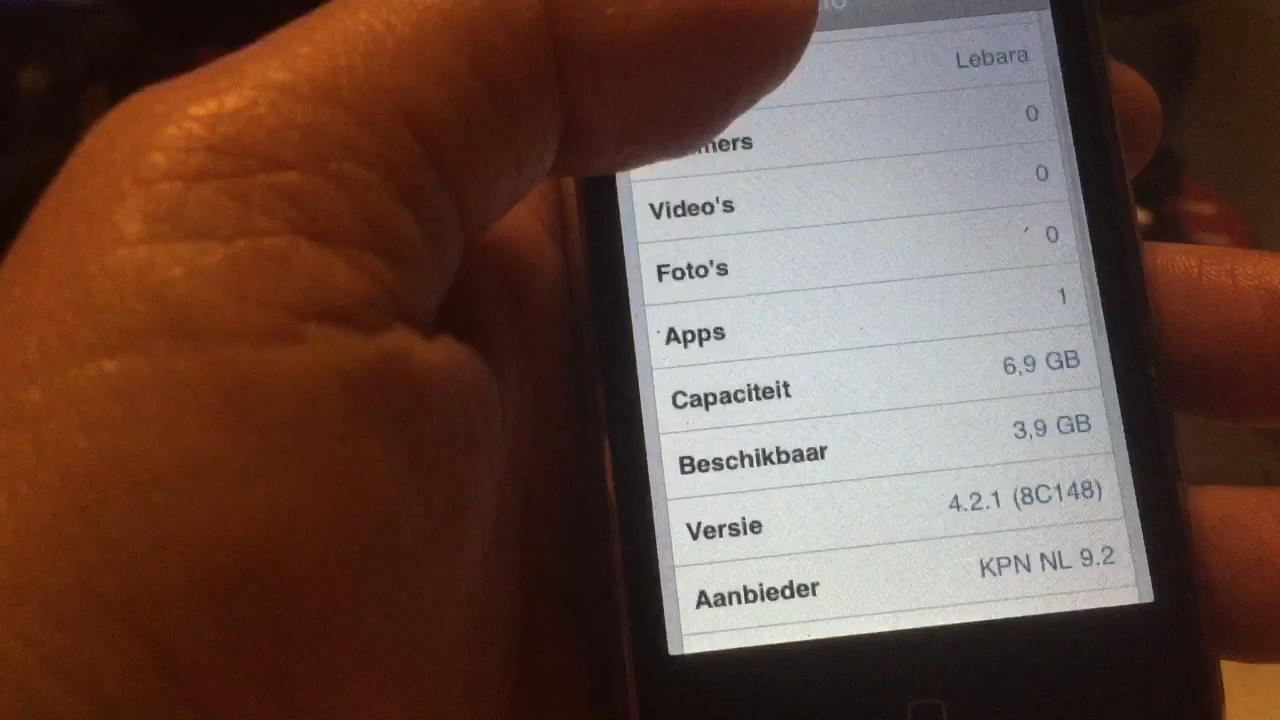 Lebara
0
Video's 0
Foto's 0
Apps 1
Capaciteit 6,9 GB
Beschikbaar 3,9 GB
Versie 4.2.1 (8C148)
Aanbieder KPN NL 9.2